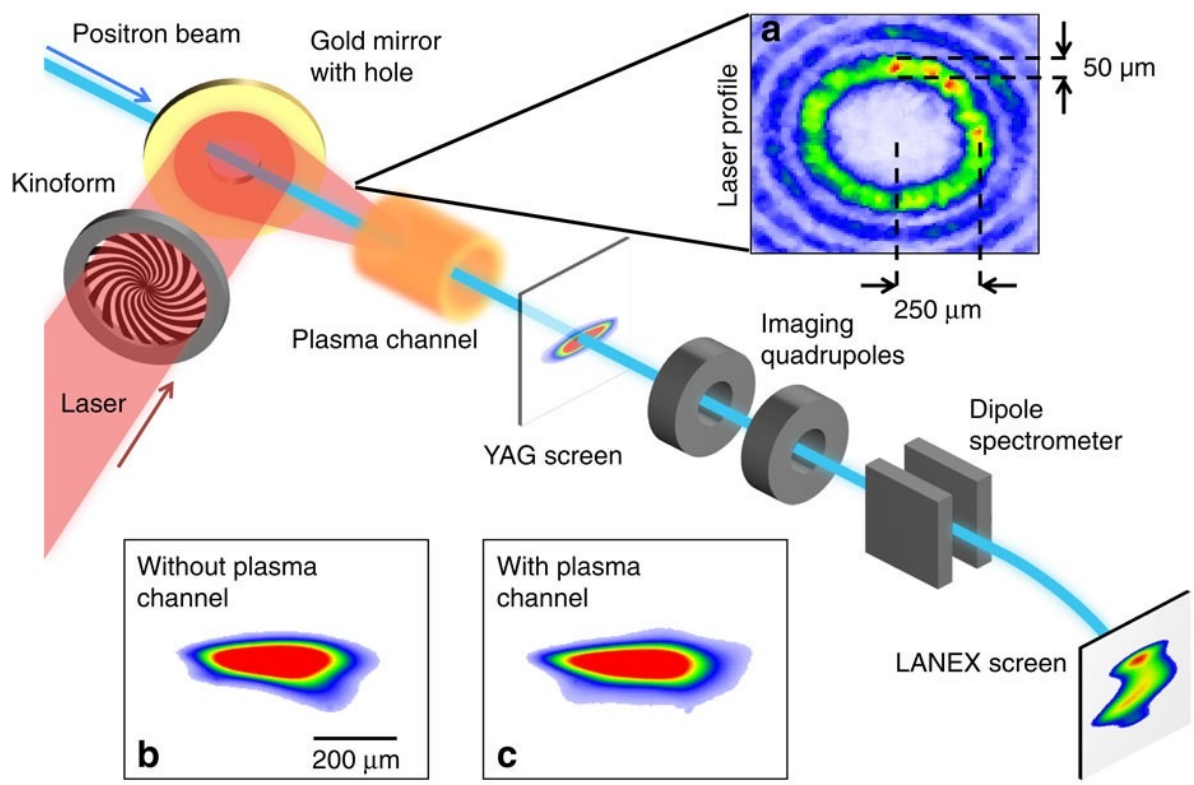 Positron beam
Gold mirror
with hole
Kinoform
Laser
Plasma channel
a
Laser profile
50 μm
250 μm
YAG screen
Imaging
quadrupoles
Dipole
spectrometer
LANEX screen
Without plasma
channel
b
200 μm
With plasma
channel
c